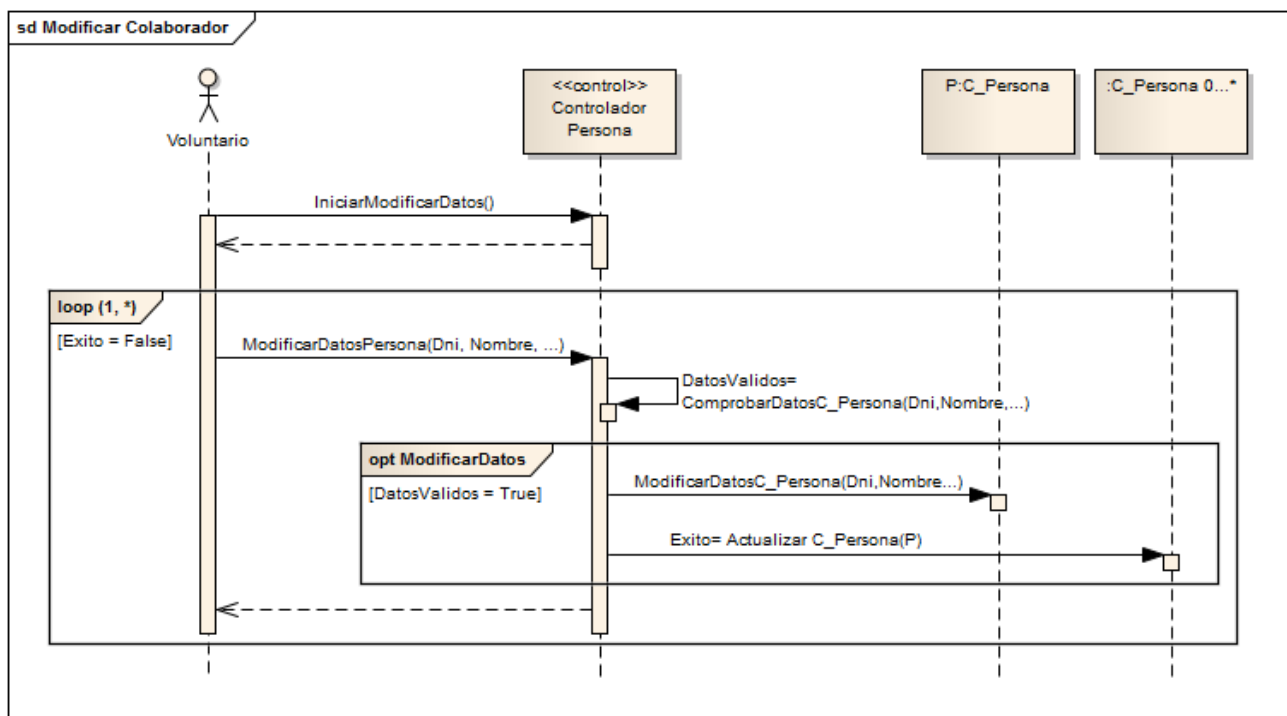 sd Modificar Colaborador
Voluntario
<<control>>
Controlador
Persona
P:C_Persona
:C_Persona 0...*
IniciarModificarDatos()
loop (1, *)
[Exito = False]
ModificarDatosPersona(Dni, Nombre, ...)
DatosValidos=
ComprobarDatosC_Persona(Dni,Nombre,...)
opt ModificarDatos
[DatosValidos = True]
ModificarDatosC_Persona(Dni,Nombre...)
Exito= Actualizar C_Persona(P)